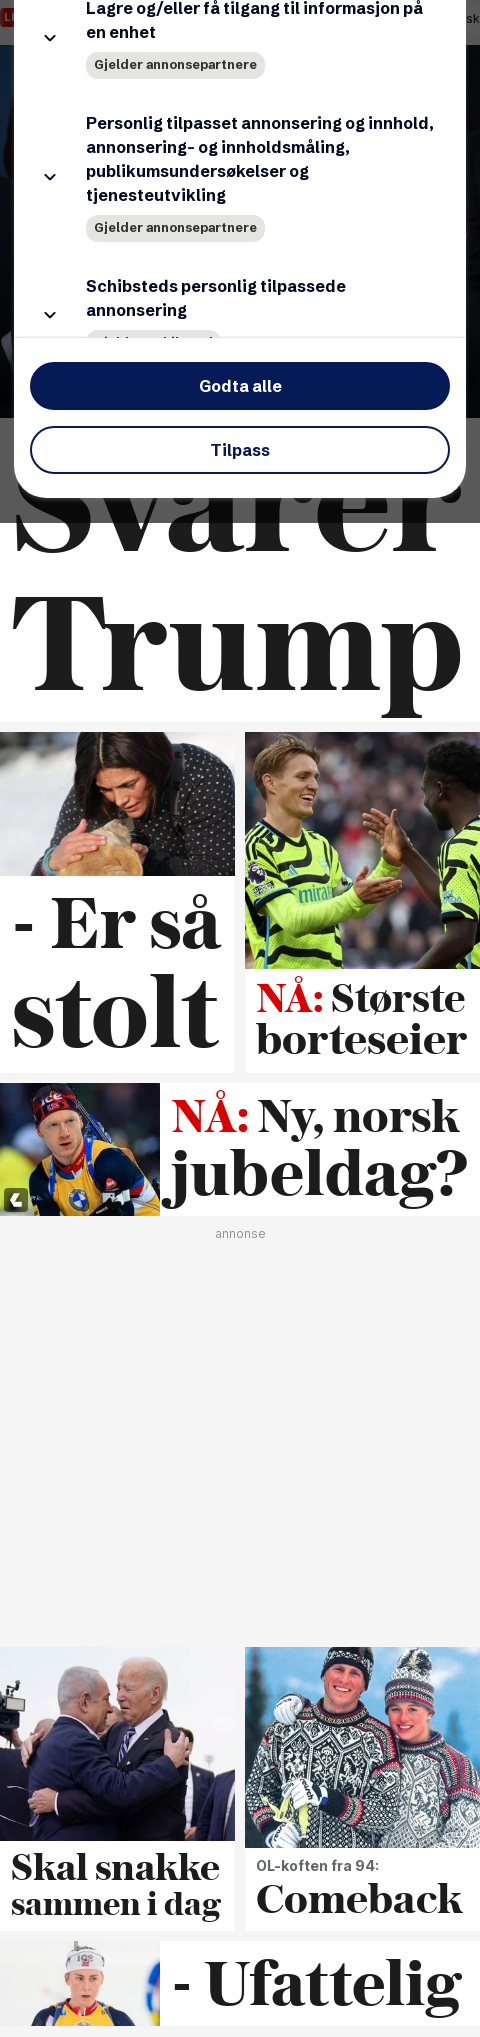 Lagre og/eller få tilgang til informasjon på
en enhet
Gjelder annonsepartnere
Personlig tilpasset annonsering og innhold,
annonsering- og innholdsmåling,
publikumsundersøkelser og
tjenesteutvikling
Gjelder annonsepartnere
Schibsteds personlig tilpassede
annonsering
Godta alle
Tilpass
Svarer
Trump
- Er så
stolt
NÅ: Største
borteseier
NÅ: Ny, norsk
jubeldag?
annonse
Skal snakke
sammen i dag
OL-koften fra 94:
Comeback
- Ufattelig